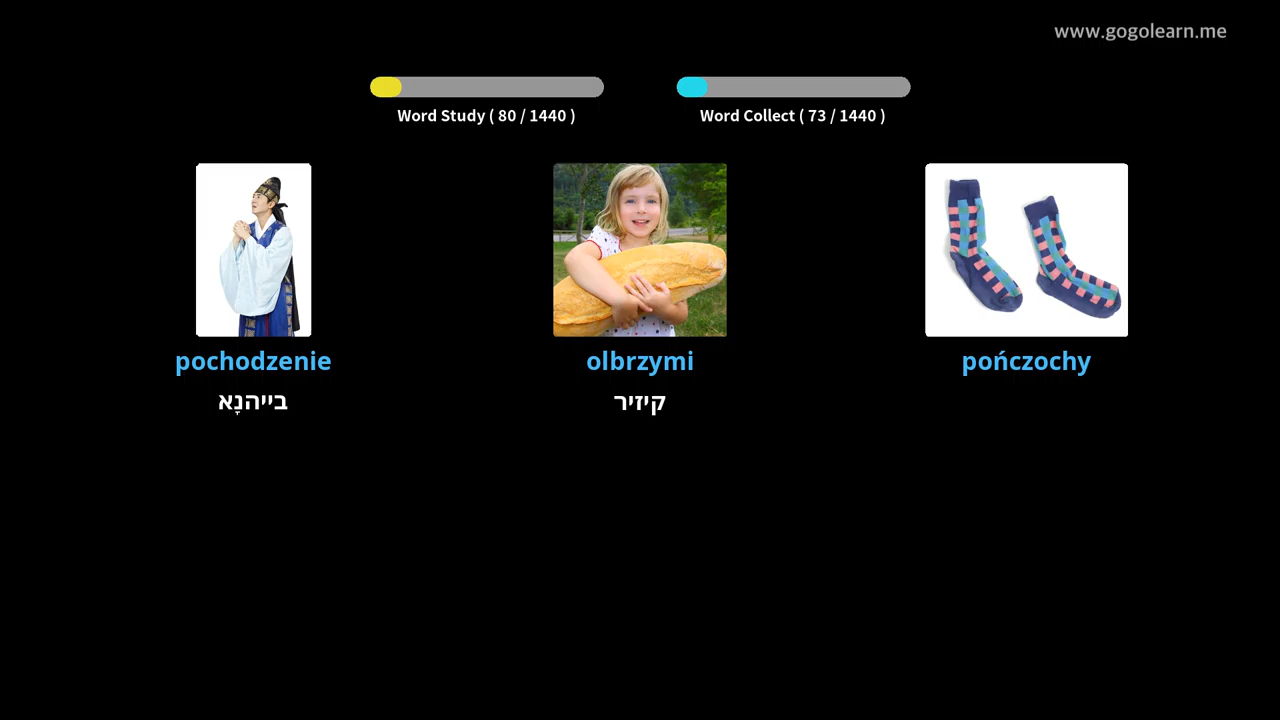 www.gogolearn.me
Word Study ( 80 / 1440 )
Word Collect ( 73 / 1440 )
pochodzenie
olbrzymi
pończochy
בייהנָא
קיזיר